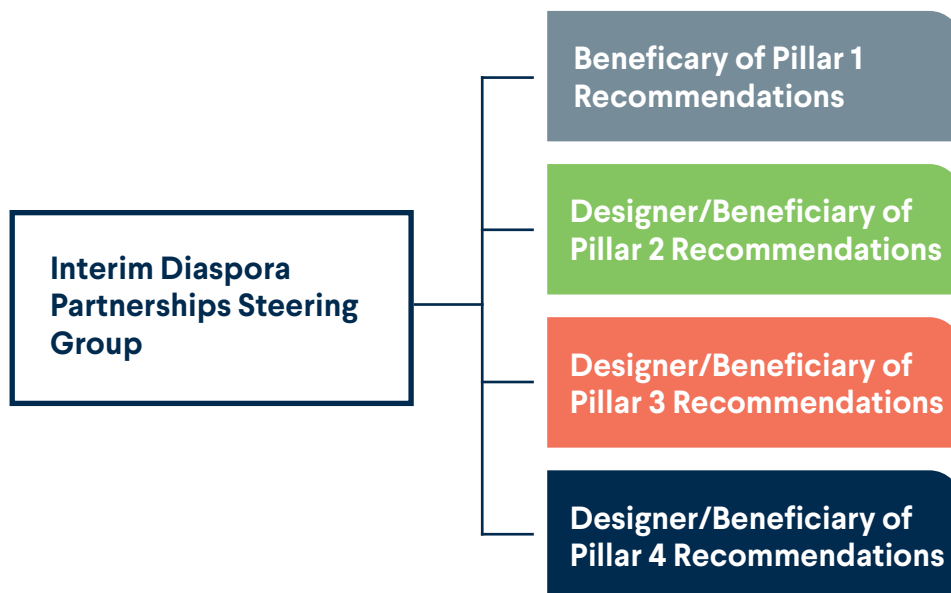 Interim Diaspora
Partnerships Steering
Group
Beneficary of Pillar 1
Recommendations
Designer/Beneficiary of
Pillar 2 Recommendations
Designer/Beneficiary of
Pillar 3 Recommendations
Designer/Beneficiary of
Pillar 4 Recommendations